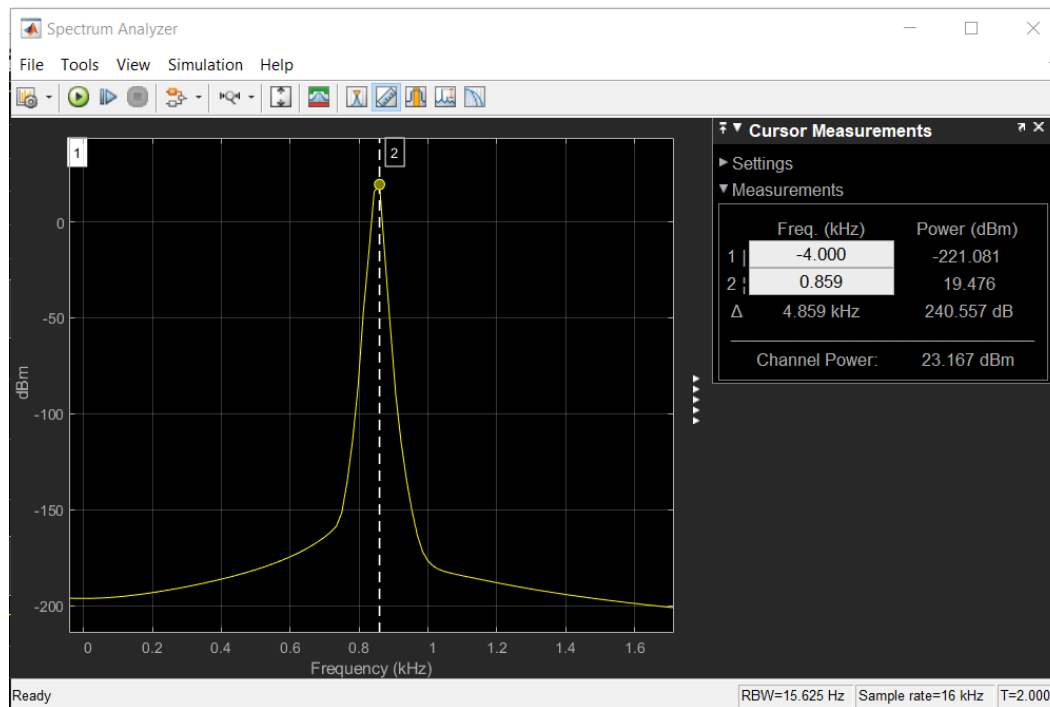 Spectrum Analyzer
File Tools View Simulation Help
1
2
0
-50
-100
-150
-200
dBm
0 0.2 0.4 0.6 0.8 1 1.2 1.4 1.6
Frequency (kHz)
Cursor Measurements
Settings
Measurements
Freq. (kHz) Power (dBm)
1 | -4.000 -221.081
2 ¦ 0.859 19.476
Δ 4.859 kHz 240.557 dB
Channel Power: 23.167 dBm
Ready RBW=15.625 Hz Sample rate=16 kHz T=2.000